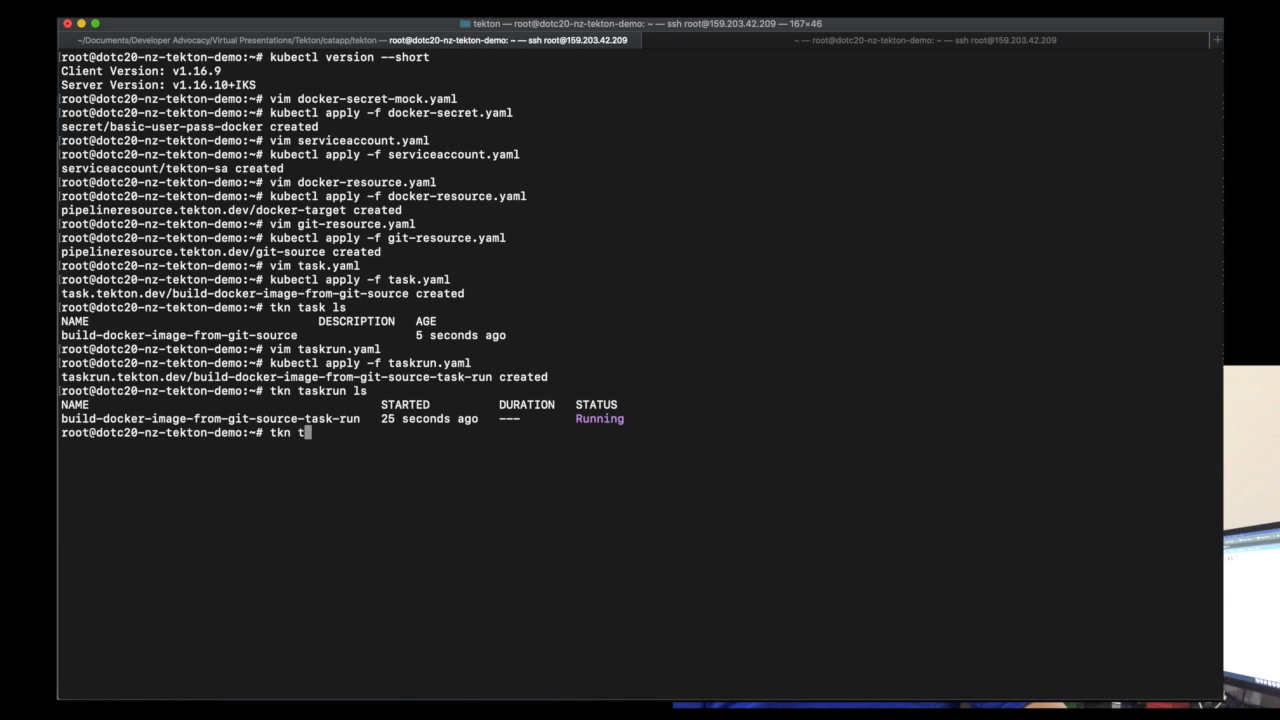 tekton — root@dotc20-nz-tekton-demo: ~ — ssh root@159.203.42.209 — 167×46
~/Documents/Developer Advocacy/Virtual Presentations/Tekton/catapp/tekton — root@dotc20-nz-tekton-demo: ~ — ssh root@159.203.42.209
~ — root@dotc20-nz-tekton-demo: ~ — ssh root@159.203.42.209
+
[root@dotc20-nz-tekton-demo:~# kubectl version --short
Client Version: v1.16.9
Server Version: v1.16.10+IKS
[root@dotc20-nz-tekton-demo:~# vim docker-secret-mock.yaml
[root@dotc20-nz-tekton-demo:~# kubectl apply -f docker-secret.yaml
secret/basic-user-pass-docker created
[root@dotc20-nz-tekton-demo:~# vim serviceaccount.yaml
[root@dotc20-nz-tekton-demo:~# kubectl apply -f serviceaccount.yaml
serviceaccount/tekton-sa created
[root@dotc20-nz-tekton-demo:~# vim docker-resource.yaml
[root@dotc20-nz-tekton-demo:~# kubectl apply -f docker-resource.yaml
pipelineresource.tekton.dev/docker-target created
[root@dotc20-nz-tekton-demo:~# vim git-resource.yaml
[root@dotc20-nz-tekton-demo:~# kubectl apply -f git-resource.yaml
pipelineresource.tekton.dev/git-source created
[root@dotc20-nz-tekton-demo:~# vim task.yaml
[root@dotc20-nz-tekton-demo:~# kubectl apply -f task.yaml
task.tekton.dev/build-docker-image-from-git-source created
[root@dotc20-nz-tekton-demo:~# tkn task ls
NAME DESCRIPTION AGE
build-docker-image-from-git-source 5 seconds ago
[root@dotc20-nz-tekton-demo:~# vim taskrun.yaml
[root@dotc20-nz-tekton-demo:~# kubectl apply -f taskrun.yaml
taskrun.tekton.dev/build-docker-image-from-git-source-task-run created
[root@dotc20-nz-tekton-demo:~# tkn taskrun ls
NAME STARTED DURATION STATUS
build-docker-image-from-git-source-task-run 25 seconds ago --- Running
root@dotc20-nz-tekton-demo:~# tkn t